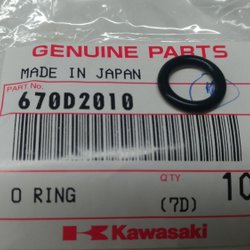 GENUINE PARTS
MADE IN JAPAN
PART No.
670D2010
O RING
QTY
10
(7D)
Kawasaki